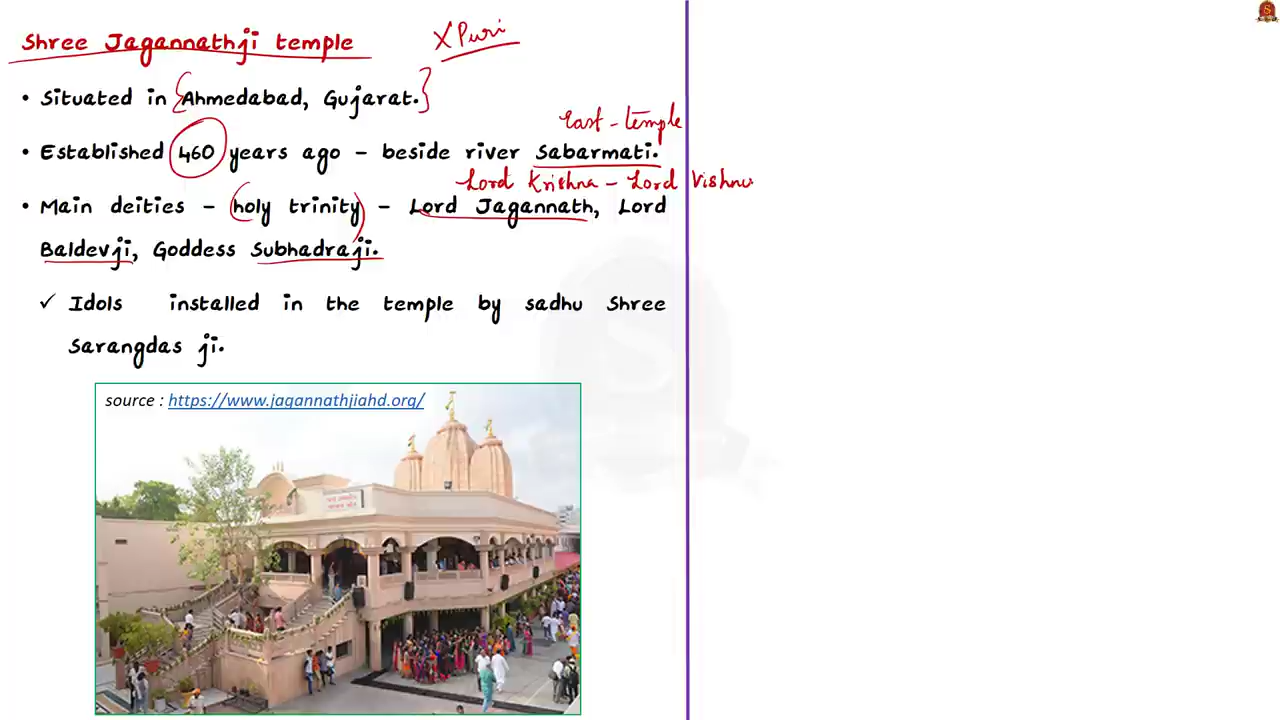 Shree Jagannathji temple
X Puri
• Situated in {Ahmedabad, Gujarat.}
East - temple
• Established 460 years ago – beside river Sabarmati.
Lord Krishna - Lord Vishnu
• Main deities – (holy trinity) – Lord Jagannath, Lord
Baldevji, Goddess Subhadraji.
✓ Idols installed in the temple by sadhu Shree
Sarangdas ji.
source : https://www.jagannathjiahd.org/